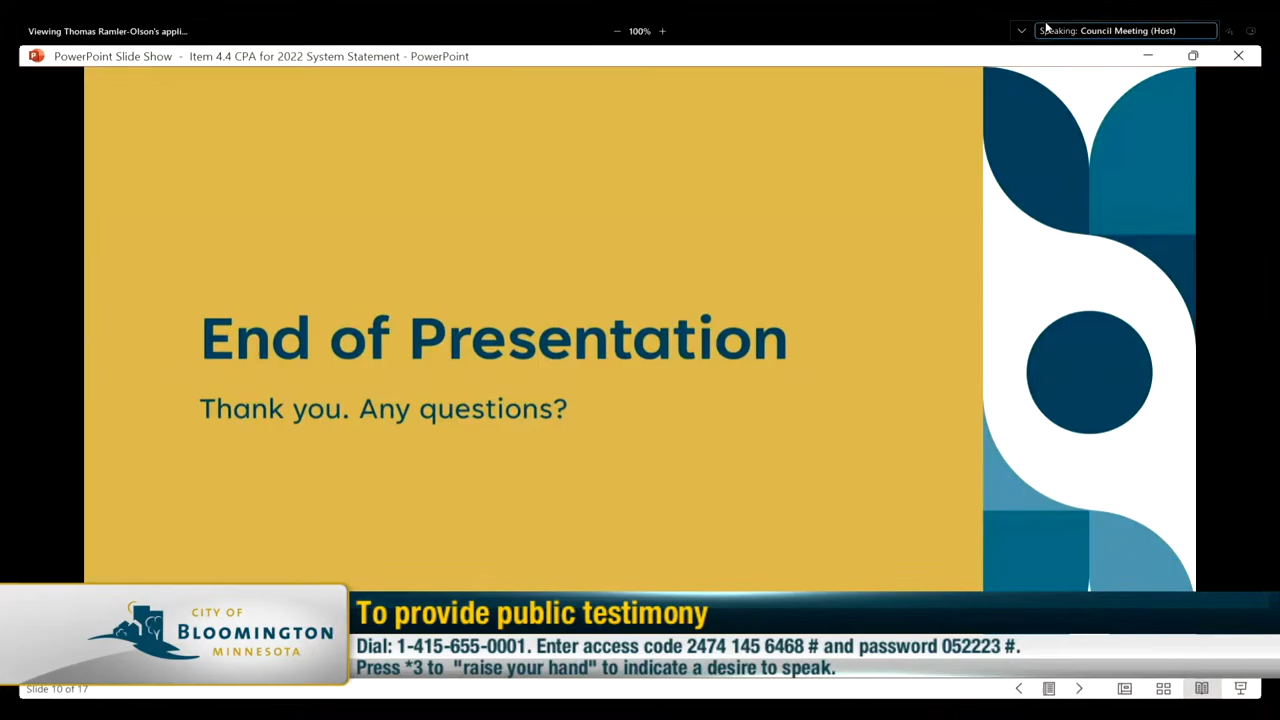 Viewing Thomas Ramler-Olson's appli...
— 100% +
Speaking: Council Meeting (Host)
PowerPoint Slide Show - Item 4.4 CPA for 2022 System Statement - PowerPoint
End of Presentation
Thank you. Any questions?
CITY OF
BLOOMINGTON
MINNESOTA
To provide public testimony
Dial: 1-415-655-0001. Enter access code 2474 145 6468 # and password 052223 #.
Press *3 to "raise your hand" to indicate a desire to speak.
Slide 10 of 17